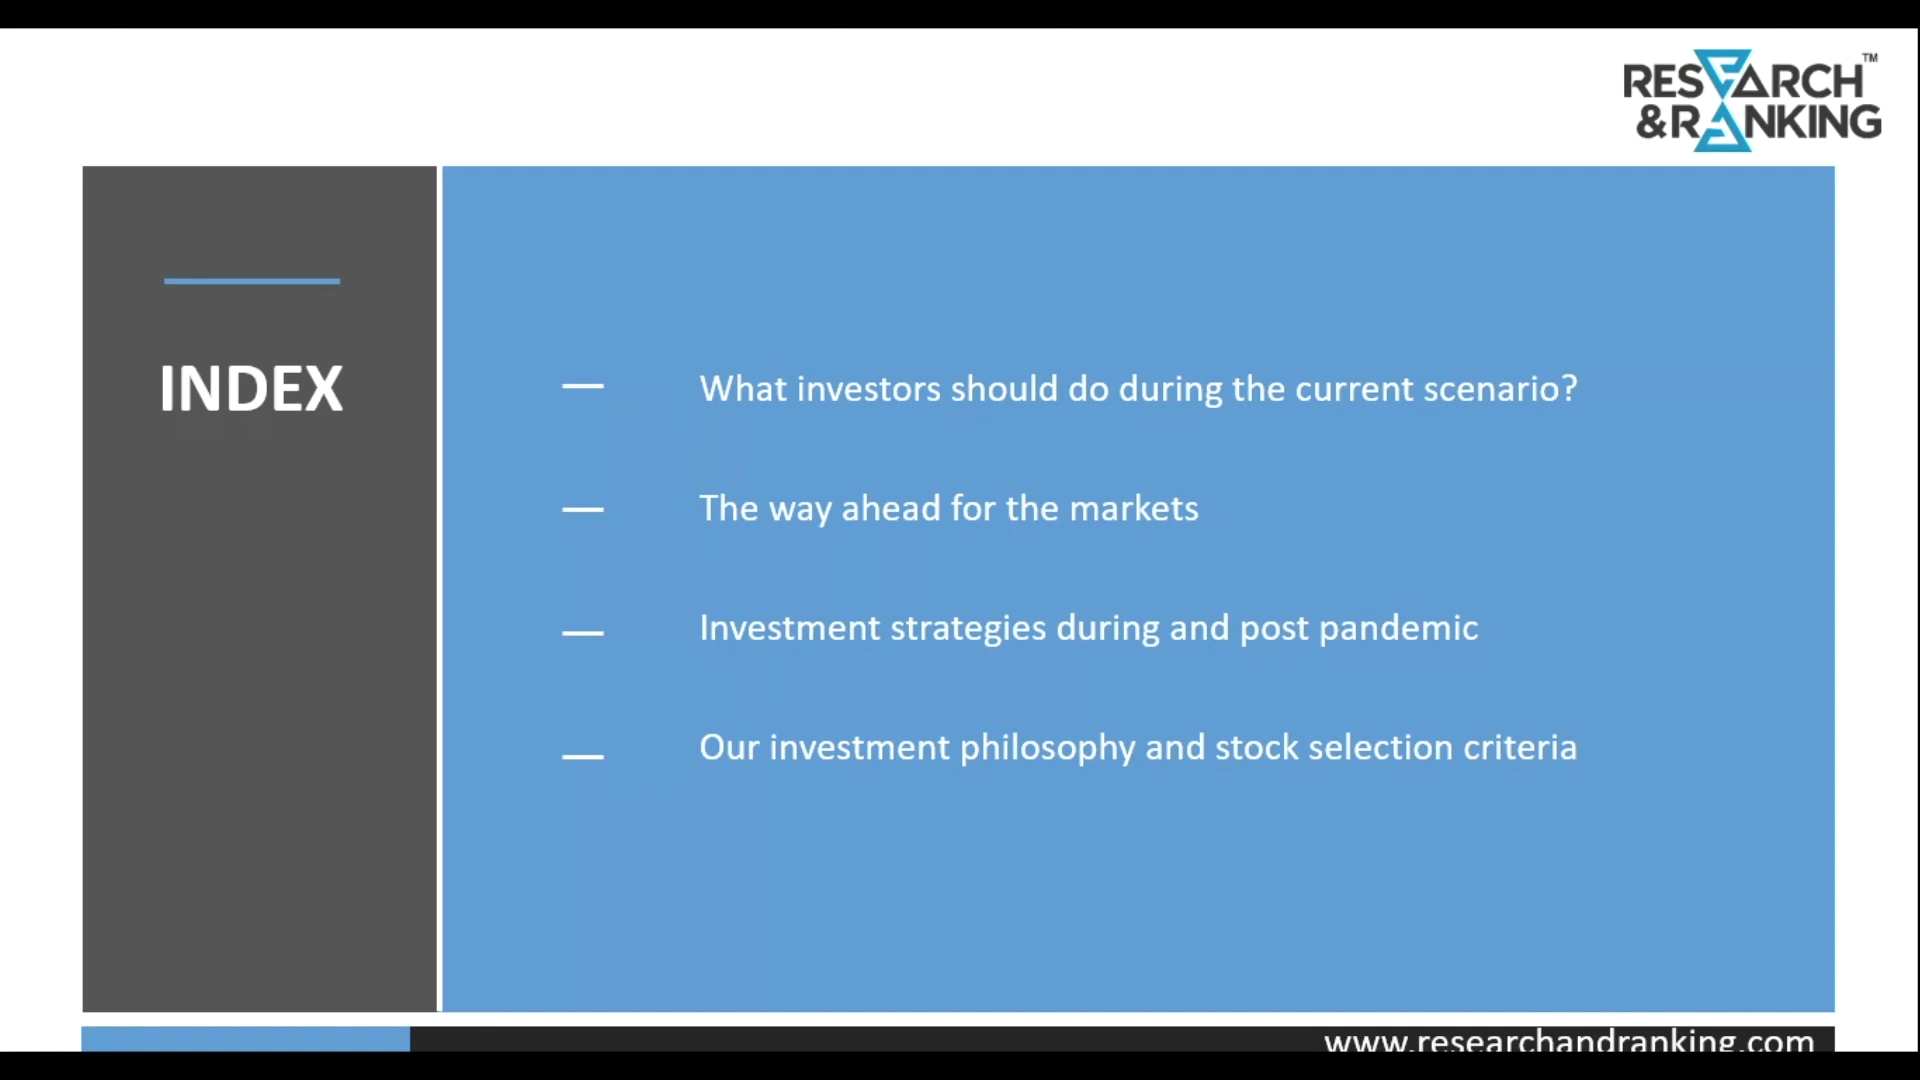 RESEARCH™
&RANKING
INDEX
What investors should do during the current scenario?
The way ahead for the markets
Investment strategies during and post pandemic
Our investment philosophy and stock selection criteria
www.researchandranking.com